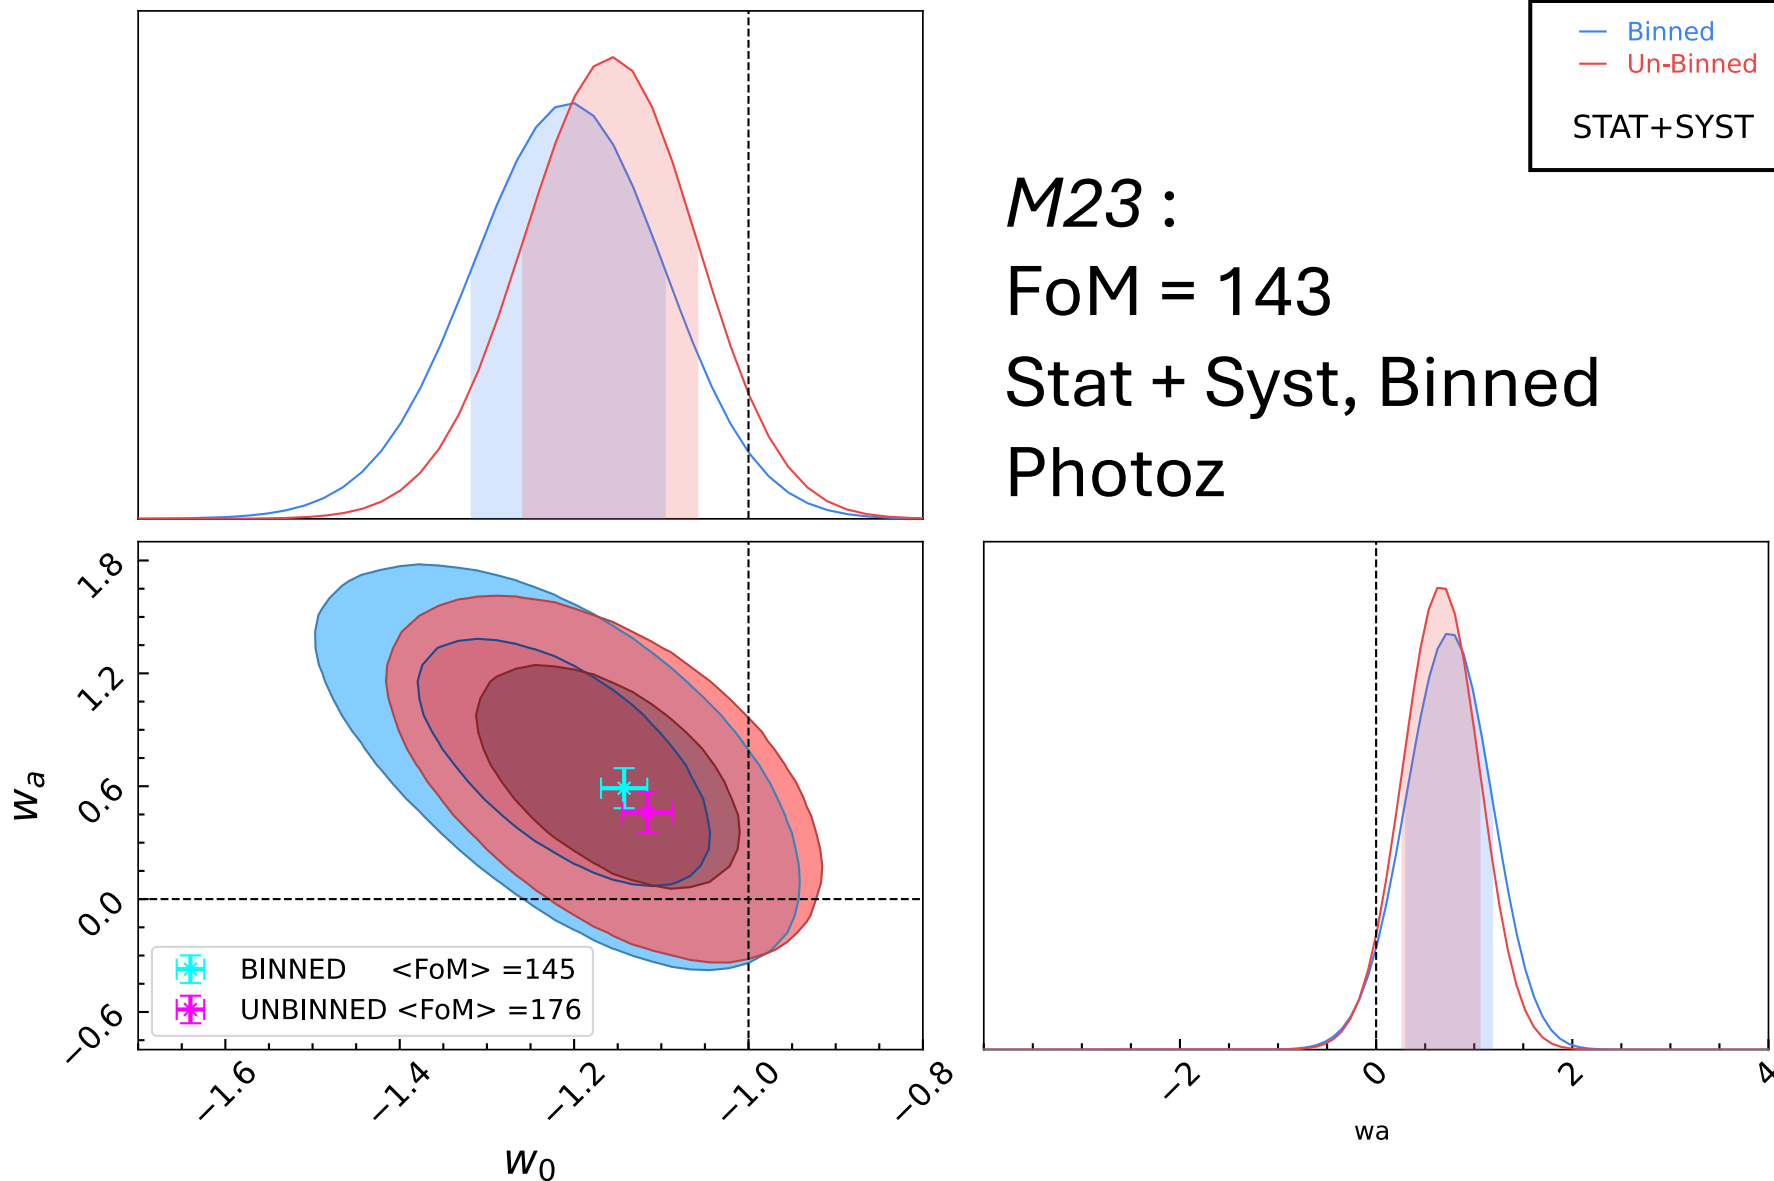 Binned
Un-Binned
STAT+SYST
M23 :
FoM = 143
Stat + Syst, Binned
Photoz
1.8
1.2
0.6
0.0
−0.6
wa
BINNED <FoM> =145
UNBINNED <FoM> =176
−1.6
−1.4
−1.2
−1.0
−0.8
w0
−2
0
2
4
wa